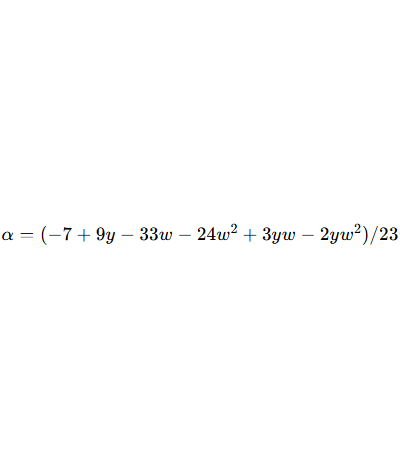 α = (−7 + 9y − 33w − 24w² + 3yw − 2yw²)/23